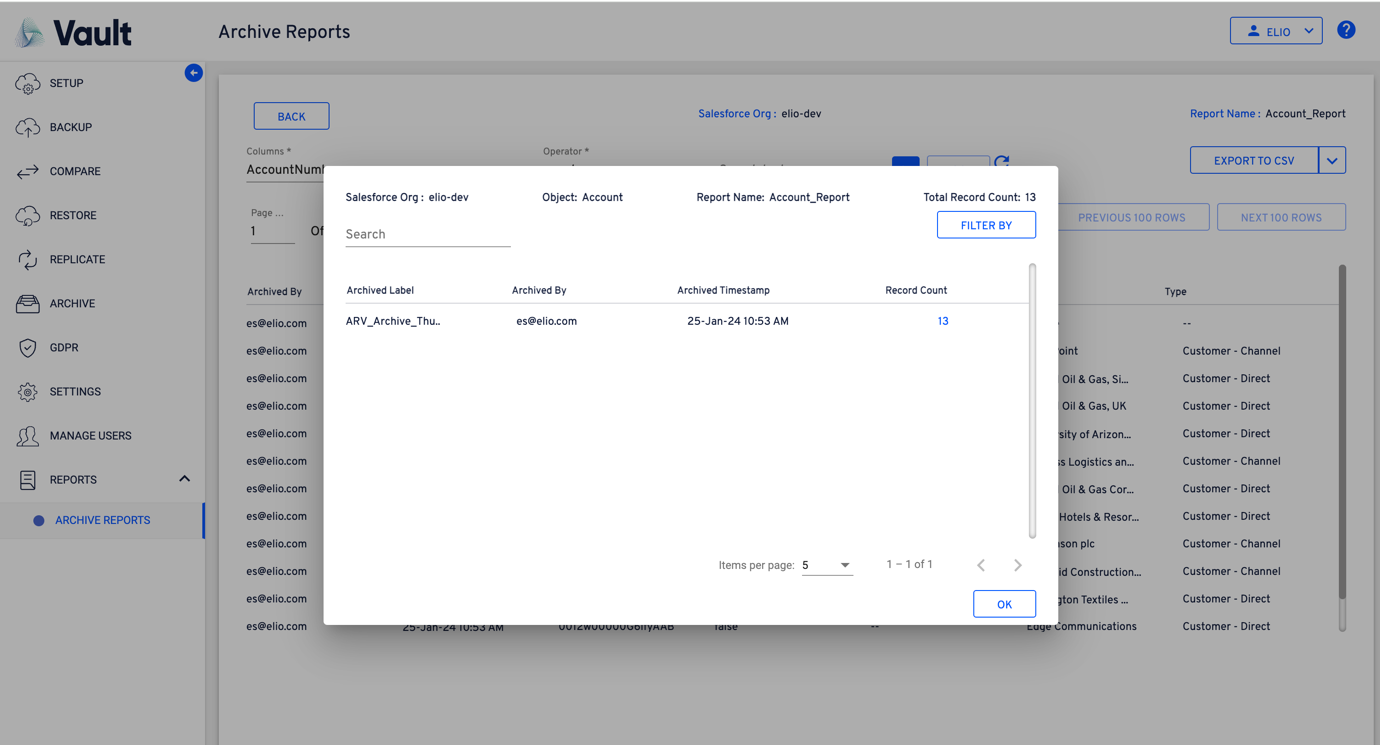 Vault
Archive Reports
ELIO
?
SETUP
BACKUP
COMPARE
RESTORE
REPLICATE
ARCHIVE
GDPR
SETTINGS
MANAGE USERS
REPORTS
ARCHIVE REPORTS
BACK
Salesforce Org : elio-dev
Report Name : Account_Report
Columns *
Operator *
AccountNum
EXPORT TO CSV
Page ...
1 Of
PREVIOUS 100 ROWS
NEXT 100 ROWS
Archived By
Type
es@elio.com --
es@elio.com oint Customer - Channel
es@elio.com Oil & Gas, Si... Customer - Direct
es@elio.com Oil & Gas, UK Customer - Direct
es@elio.com sity of Arizon... Customer - Direct
es@elio.com ss Logistics an... Customer - Channel
es@elio.com Oil & Gas Cor... Customer - Direct
es@elio.com Hotels & Resor... Customer - Direct
es@elio.com son plc Customer - Channel
es@elio.com id Construction... Customer - Channel
es@elio.com gton Textiles ... Customer - Direct
es@elio.com 25-Jan-24 10:53 AM false -- Edge Communications Customer - Direct
Salesforce Org : elio-dev Object: Account Report Name: Account_Report Total Record Count: 13
Search
FILTER BY
Archived Label Archived By Archived Timestamp Record Count
ARV_Archive_Thu.. es@elio.com 25-Jan-24 10:53 AM 13
Items per page: 5 1 – 1 of 1
OK